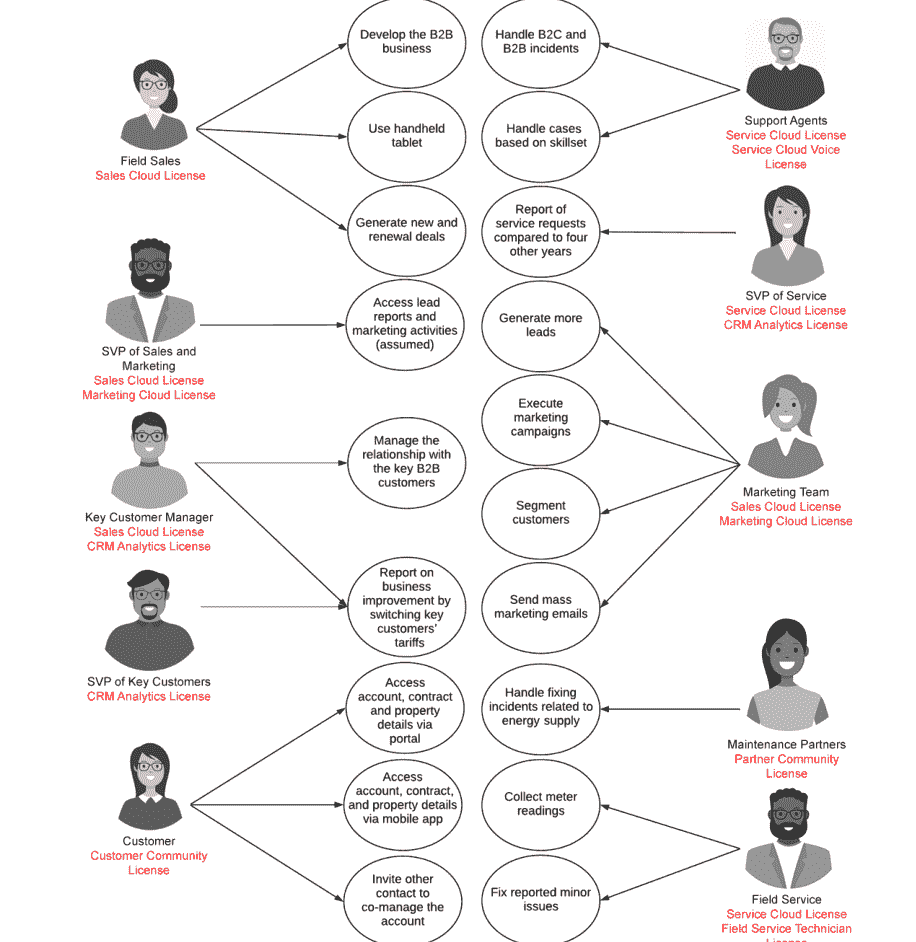 Develop the B2B
business
Handle B2C and
B2B incidents
Support Agents
Service Cloud License
Service Cloud Voice
License
Field Sales
Sales Cloud License
Use handheld
tablet
Handle cases
based on skillset
Generate new and
renewal deals
Report of
service requests
compared to four
other years
SVP of Service
Service Cloud License
CRM Analytics License
SVP of Sales and
Marketing
Sales Cloud License
Marketing Cloud License
Access lead
reports and
marketing activities
(assumed)
Generate more
leads
Execute
marketing
campaigns
Marketing Team
Sales Cloud License
Marketing Cloud License
Key Customer Manager
Sales Cloud License
CRM Analytics License
Manage the
relationship with
the key B2B
customers
Segment
customers
SVP of Key Customers
CRM Analytics License
Report on
business
improvement by
switching key
customers'
tariffs
Send mass
marketing emails
Access
account, contract
and property
details via
portal
Handle fixing
incidents related to
energy supply
Maintenance Partners
Partner Community
License
Customer
Customer Community
License
Access
account, contract,
and property details
via mobile app
Collect meter
readings
Invite other
contact to
co-manage the
account
Fix reported minor
issues
Field Service
Service Cloud License
Field Service Technician
License